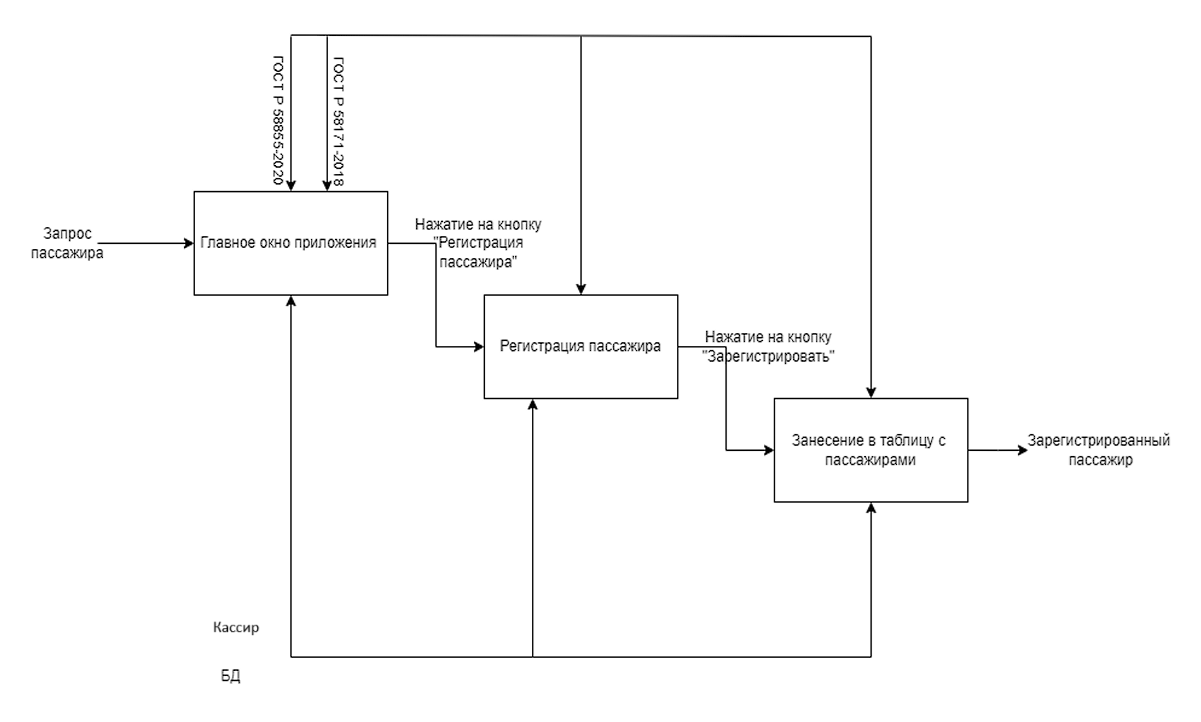 ГОСТ Р 58855-2020
ГОСТ Р 58171-2018
Запрос
пассажира
Главное окно приложения
Нажатие на кнопку
"Регистрация
пассажира"
Регистрация пассажира
Нажатие на кнопку
"Зарегистрировать"
Занесение в таблицу с
пассажирами
Зарегистрированный
пассажир
Кассир
БД